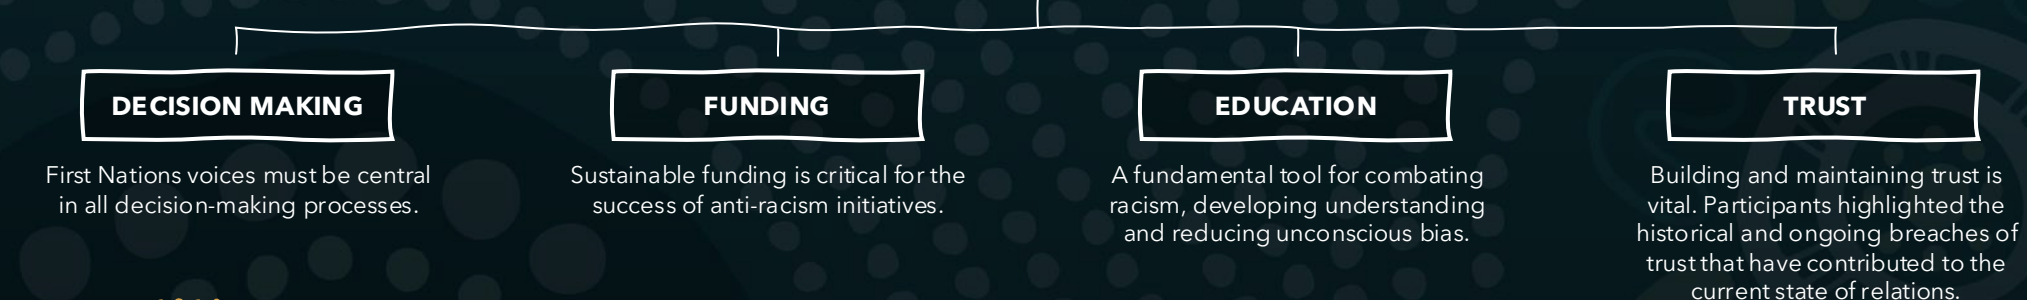 DECISION MAKING
First Nations voices must be central
in all decision-making processes.
FUNDING
Sustainable funding is critical for the
success of anti-racism initiatives.
EDUCATION
A fundamental tool for combating
racism, developing understanding
and reducing unconscious bias.
TRUST
Building and maintaining trust is
vital. Participants highlighted the
historical and ongoing breaches of
trust that have contributed to the
current state of relations.